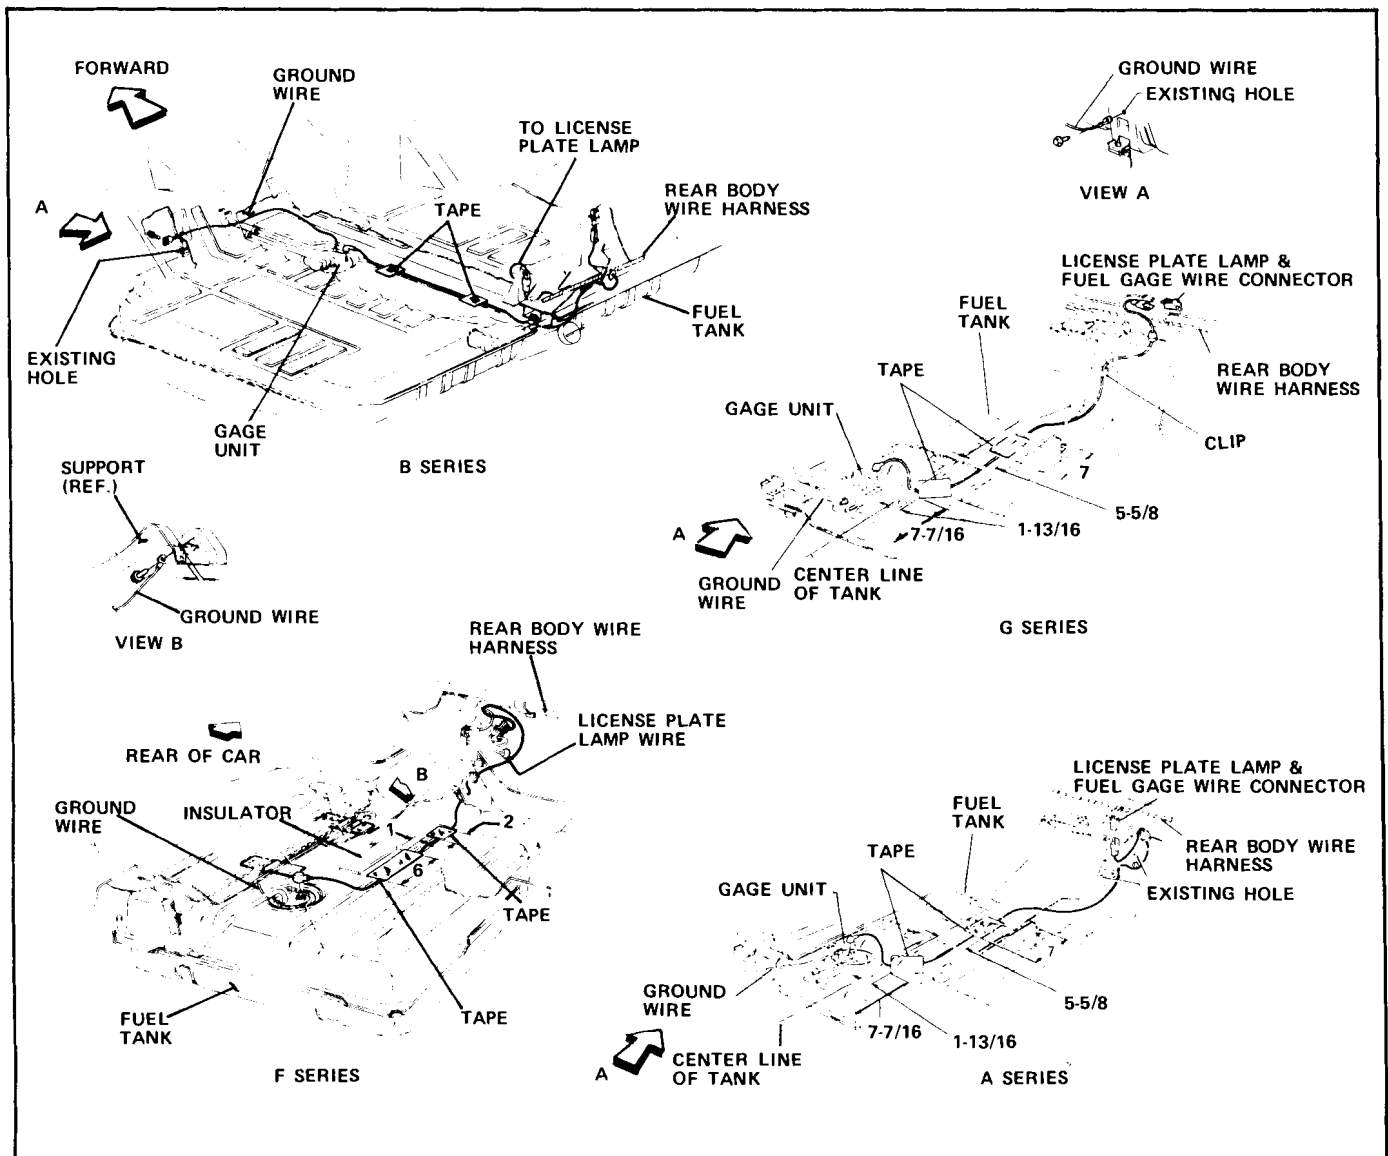 FORWARD
GROUND
WIRE
TO LICENSE
PLATE LAMP
REAR BODY
WIRE HARNESS
A
TAPE
FUEL
TANK
EXISTING
HOLE
GAGE
UNIT
B SERIES
GROUND WIRE
EXISTING HOLE
VIEW A
LICENSE PLATE LAMP &
FUEL GAGE WIRE CONNECTOR
FUEL
TANK
TAPE
REAR BODY
WIRE HARNESS
GAGE UNIT
CLIP
7
5-5/8
1-13/16
7-7/16
A
GROUND
WIRE
CENTER LINE
OF TANK
G SERIES
SUPPORT
(REF.)
GROUND WIRE
VIEW B
REAR BODY WIRE
HARNESS
LICENSE PLATE
LAMP WIRE
REAR OF CAR
B
GROUND
WIRE
INSULATOR
1
2
6
TAPE
TAPE
FUEL
TANK
F SERIES
LICENSE PLATE LAMP &
FUEL GAGE WIRE CONNECTOR
FUEL
TANK
TAPE
REAR BODY WIRE
HARNESS
GAGE UNIT
EXISTING HOLE
7
5-5/8
GROUND
WIRE
7-7/16
1-13/16
A
CENTER LINE
OF TANK
A SERIES